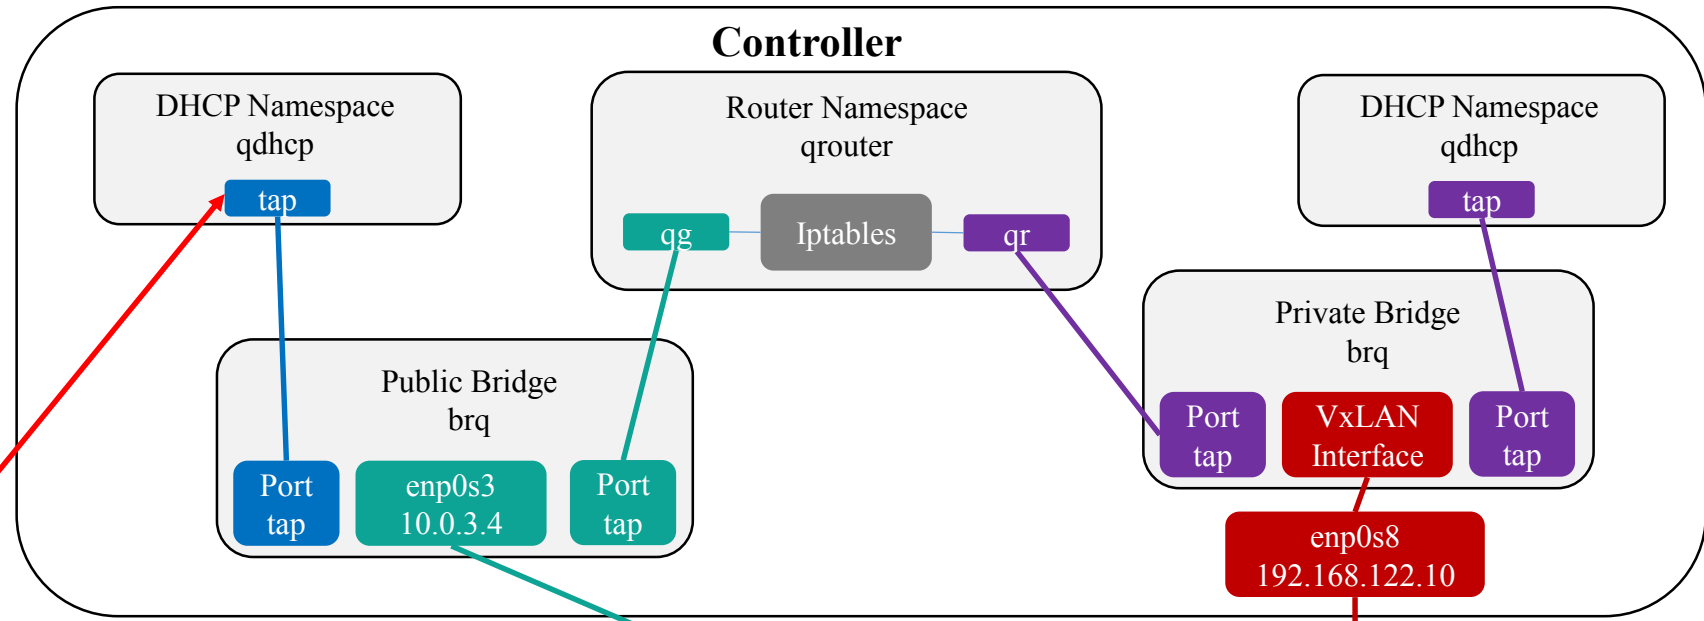 Controller
DHCP Namespace
qdhcp
tap
Router Namespace
qrouter
qg
Iptables
qr
DHCP Namespace
qdhcp
tap
Public Bridge
brq
Port
tap
enp0s3
10.0.3.4
Port
tap
Private Bridge
brq
Port
tap
VxLAN
Interface
Port
tap
enp0s8
192.168.122.10